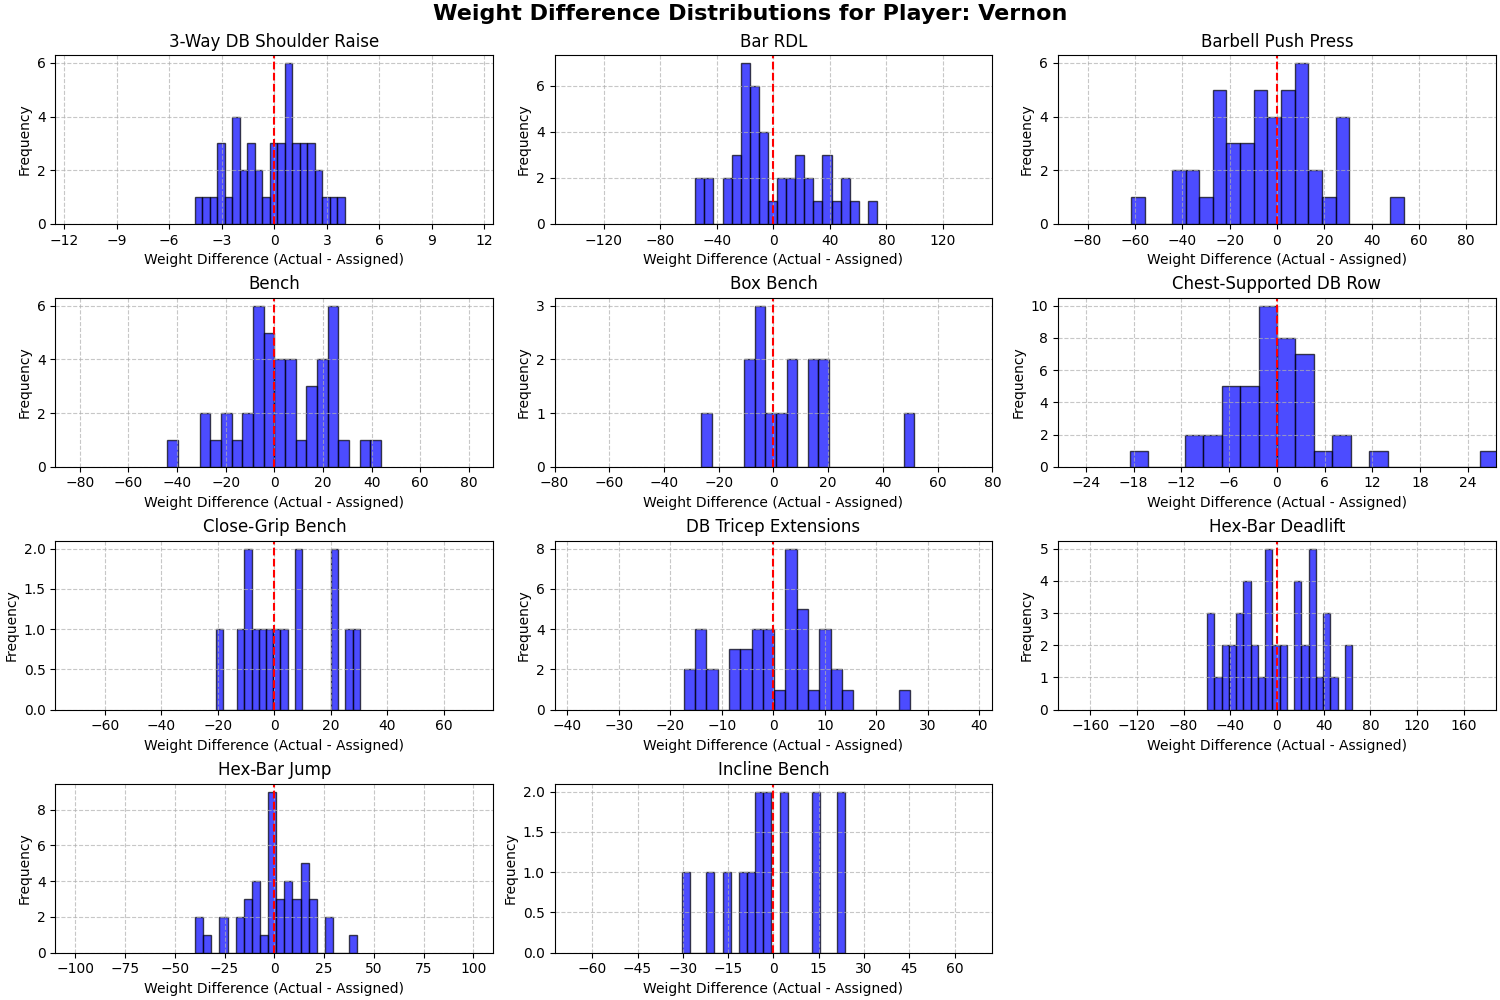 Weight Difference Distributions for Player: Vernon
3-Way DB Shoulder Raise
Frequency
6
4
2
0
−12 −9 −6 −3 0 3 6 9 12
Weight Difference (Actual - Assigned)
Bar RDL
Frequency
6
4
2
0
−120 −80 −40 0 40 80 120
Weight Difference (Actual - Assigned)
Barbell Push Press
Frequency
6
4
2
0
−80 −60 −40 −20 0 20 40 60 80
Weight Difference (Actual - Assigned)
Bench
Frequency
6
4
2
0
−80 −60 −40 −20 0 20 40 60 80
Weight Difference (Actual - Assigned)
Box Bench
Frequency
3
2
1
0
−80 −60 −40 −20 0 20 40 60 80
Weight Difference (Actual - Assigned)
Chest-Supported DB Row
Frequency
10
8
6
4
2
0
−24 −18 −12 −6 0 6 12 18 24
Weight Difference (Actual - Assigned)
Close-Grip Bench
Frequency
2.0
1.5
1.0
0.5
0.0
−60 −40 −20 0 20 40 60
Weight Difference (Actual - Assigned)
DB Tricep Extensions
Frequency
8
6
4
2
0
−40 −30 −20 −10 0 10 20 30 40
Weight Difference (Actual - Assigned)
Hex-Bar Deadlift
Frequency
5
4
3
2
1
0
−160 −120 −80 −40 0 40 80 120 160
Weight Difference (Actual - Assigned)
Hex-Bar Jump
Frequency
8
6
4
2
0
−100 −75 −50 −25 0 25 50 75 100
Weight Difference (Actual - Assigned)
Incline Bench
Frequency
2.0
1.5
1.0
0.5
0.0
−60 −45 −30 −15 0 15 30 45 60
Weight Difference (Actual - Assigned)